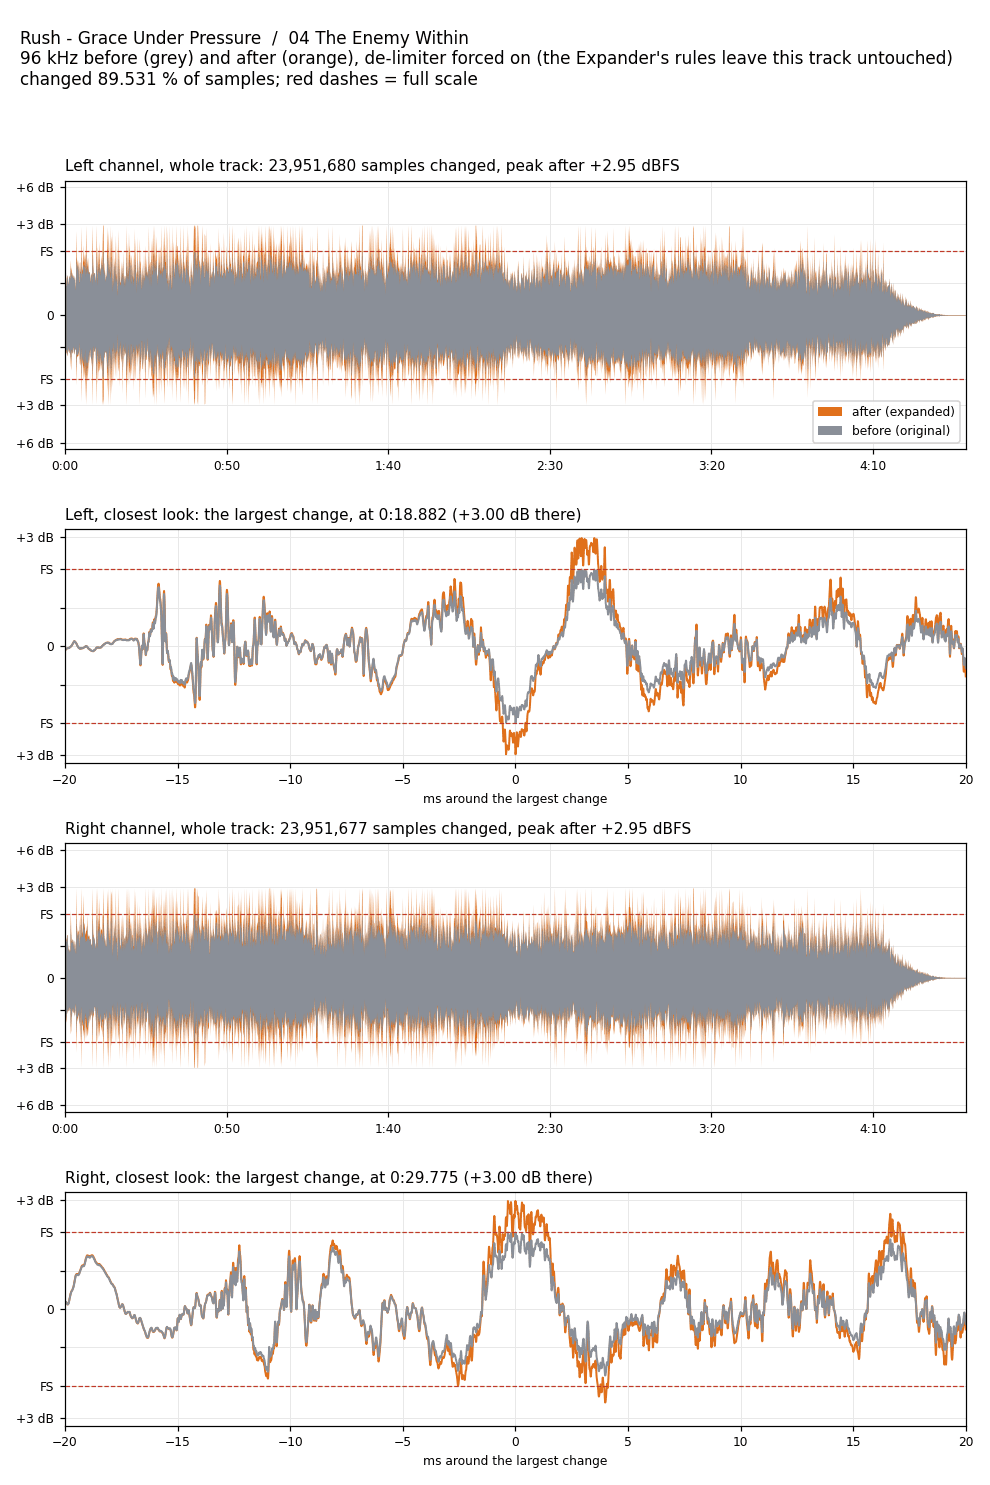 Rush - Grace Under Pressure  /  04 The Enemy Within
96 kHz before (grey) and after (orange), de-limiter forced on (the Expander's rules leave this track untouched)
changed 89.531 % of samples; red dashes = full scale
Left channel, whole track: 23,951,680 samples changed, peak after +2.95 dBFS
+6 dB
+3 dB
FS
0
FS
+3 dB
+6 dB
after (expanded)
before (original)
0:00 0:50 1:40 2:30 3:20 4:10
Left, closest look: the largest change, at 0:18.882 (+3.00 dB there)
+3 dB
FS
0
FS
+3 dB
−20 −15 −10 −5 0 5 10 15 20
ms around the largest change
Right channel, whole track: 23,951,677 samples changed, peak after +2.95 dBFS
+6 dB
+3 dB
FS
0
FS
+3 dB
+6 dB
0:00 0:50 1:40 2:30 3:20 4:10
Right, closest look: the largest change, at 0:29.775 (+3.00 dB there)
+3 dB
FS
0
FS
+3 dB
−20 −15 −10 −5 0 5 10 15 20
ms around the largest change